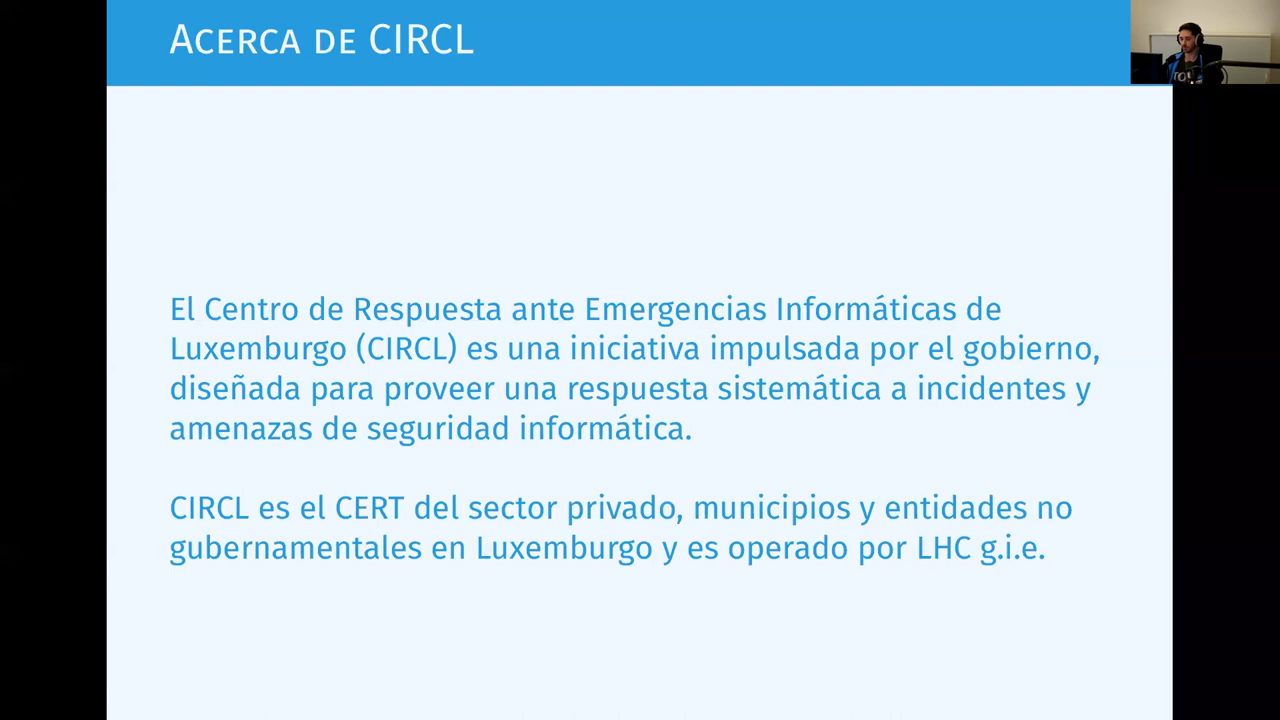 Acerca de CIRCL
El Centro de Respuesta ante Emergencias Informáticas de
Luxemburgo (CIRCL) es una iniciativa impulsada por el gobierno,
diseñada para proveer una respuesta sistemática a incidentes y
amenazas de seguridad informática.
CIRCL es el CERT del sector privado, municipios y entidades no
gubernamentales en Luxemburgo y es operado por LHC g.i.e.